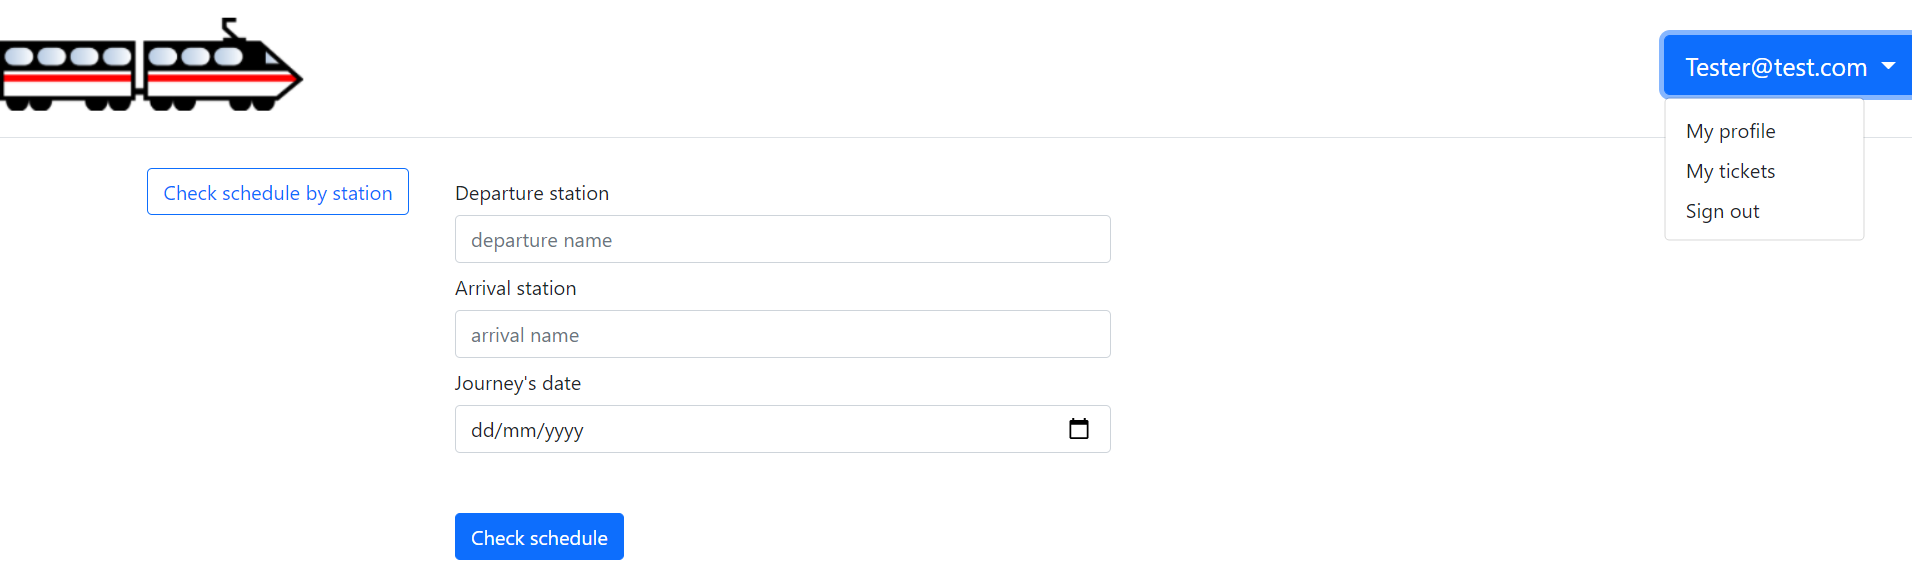 Tester@test.com
My profile
My tickets
Sign out
Check schedule by station
Departure station
departure name
Arrival station
arrival name
Journey's date
dd/mm/yyyy
Check schedule